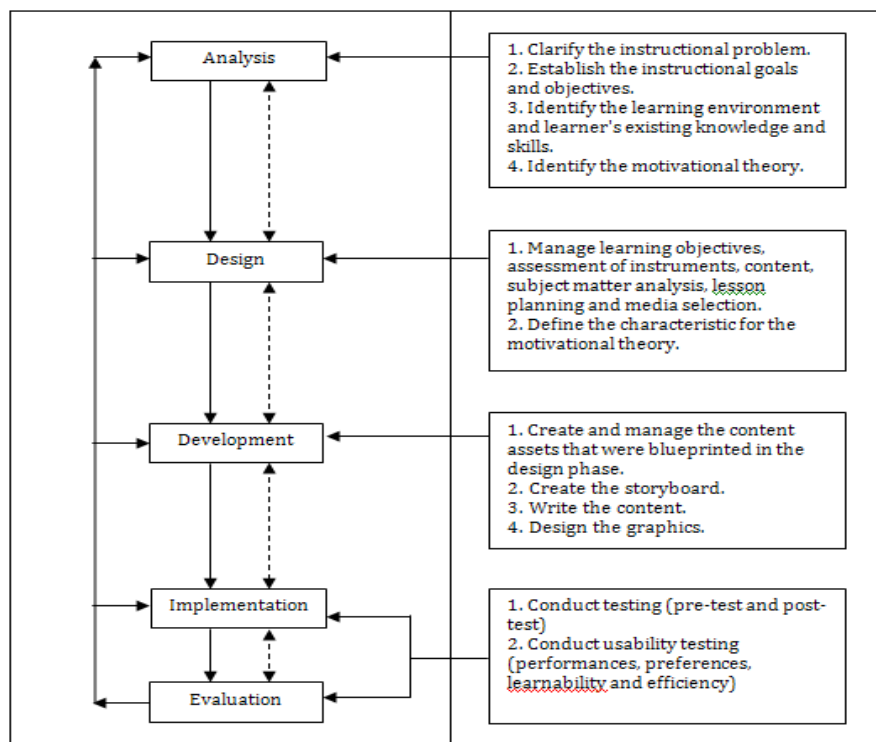 Analysis
1. Clarify the instructional problem.
2. Establish the instructional goals
and objectives.
3. Identify the learning environment
and learner's existing knowledge and
skills.
4. Identify the motivational theory.
Design
1. Manage learning objectives,
assessment of instruments, content,
subject matter analysis, lesson
planning and media selection.
2. Define the characteristic for the
motivational theory.
Development
1. Create and manage the content
assets that were blueprinted in the
design phase.
2. Create the storyboard.
3. Write the content.
4. Design the graphics.
Implementation
1. Conduct testing (pre-test and post-
test)
2. Conduct usability testing
(performances, preferences,
learnability and efficiency)
Evaluation